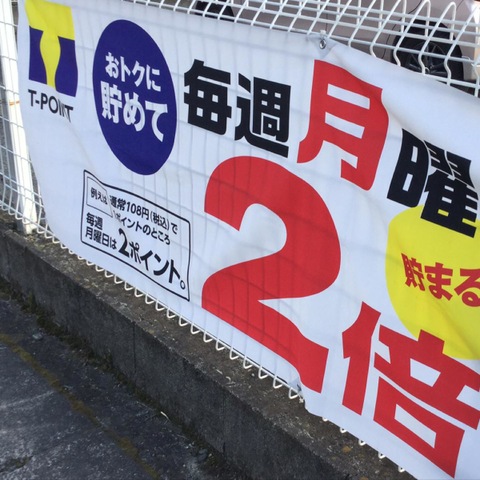 T-POINT
おトクに
貯めて
毎週月曜
貯まる
2倍
例えば 通常108円(税込)で
ポイントのところ
毎週
月曜日は 2ポイント。